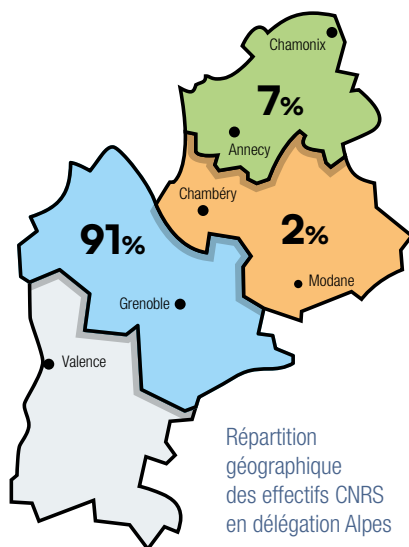 Chamonix
7%
Annecy
Chambéry
91%
2%
Modane
Grenoble
Valence
Répartition
géographique
des effectifs CNRS
en délégation Alpes